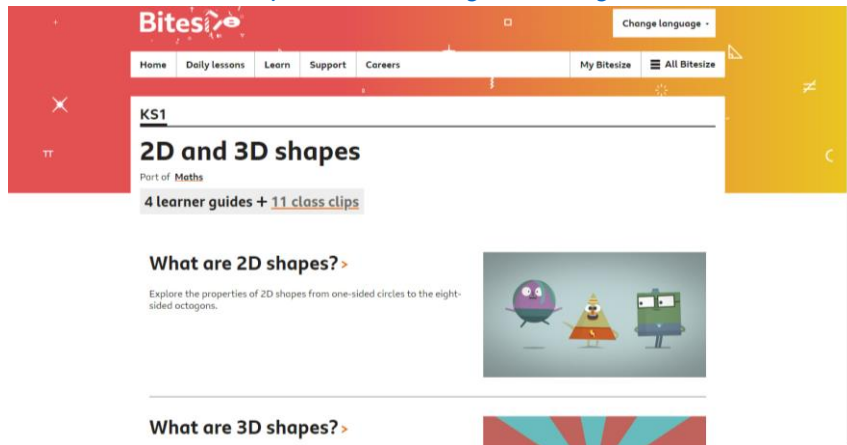 Bitesize
Change language
Home Daily lessons Learn Support Careers My Bitesize All Bitesize
KS1
2D and 3D shapes
Part of Maths
4 learner guides + 11 class clips
What are 2D shapes? >
Explore the properties of 2D shapes from one-sided circles to the eight-
sided octagons.
What are 3D shapes? >